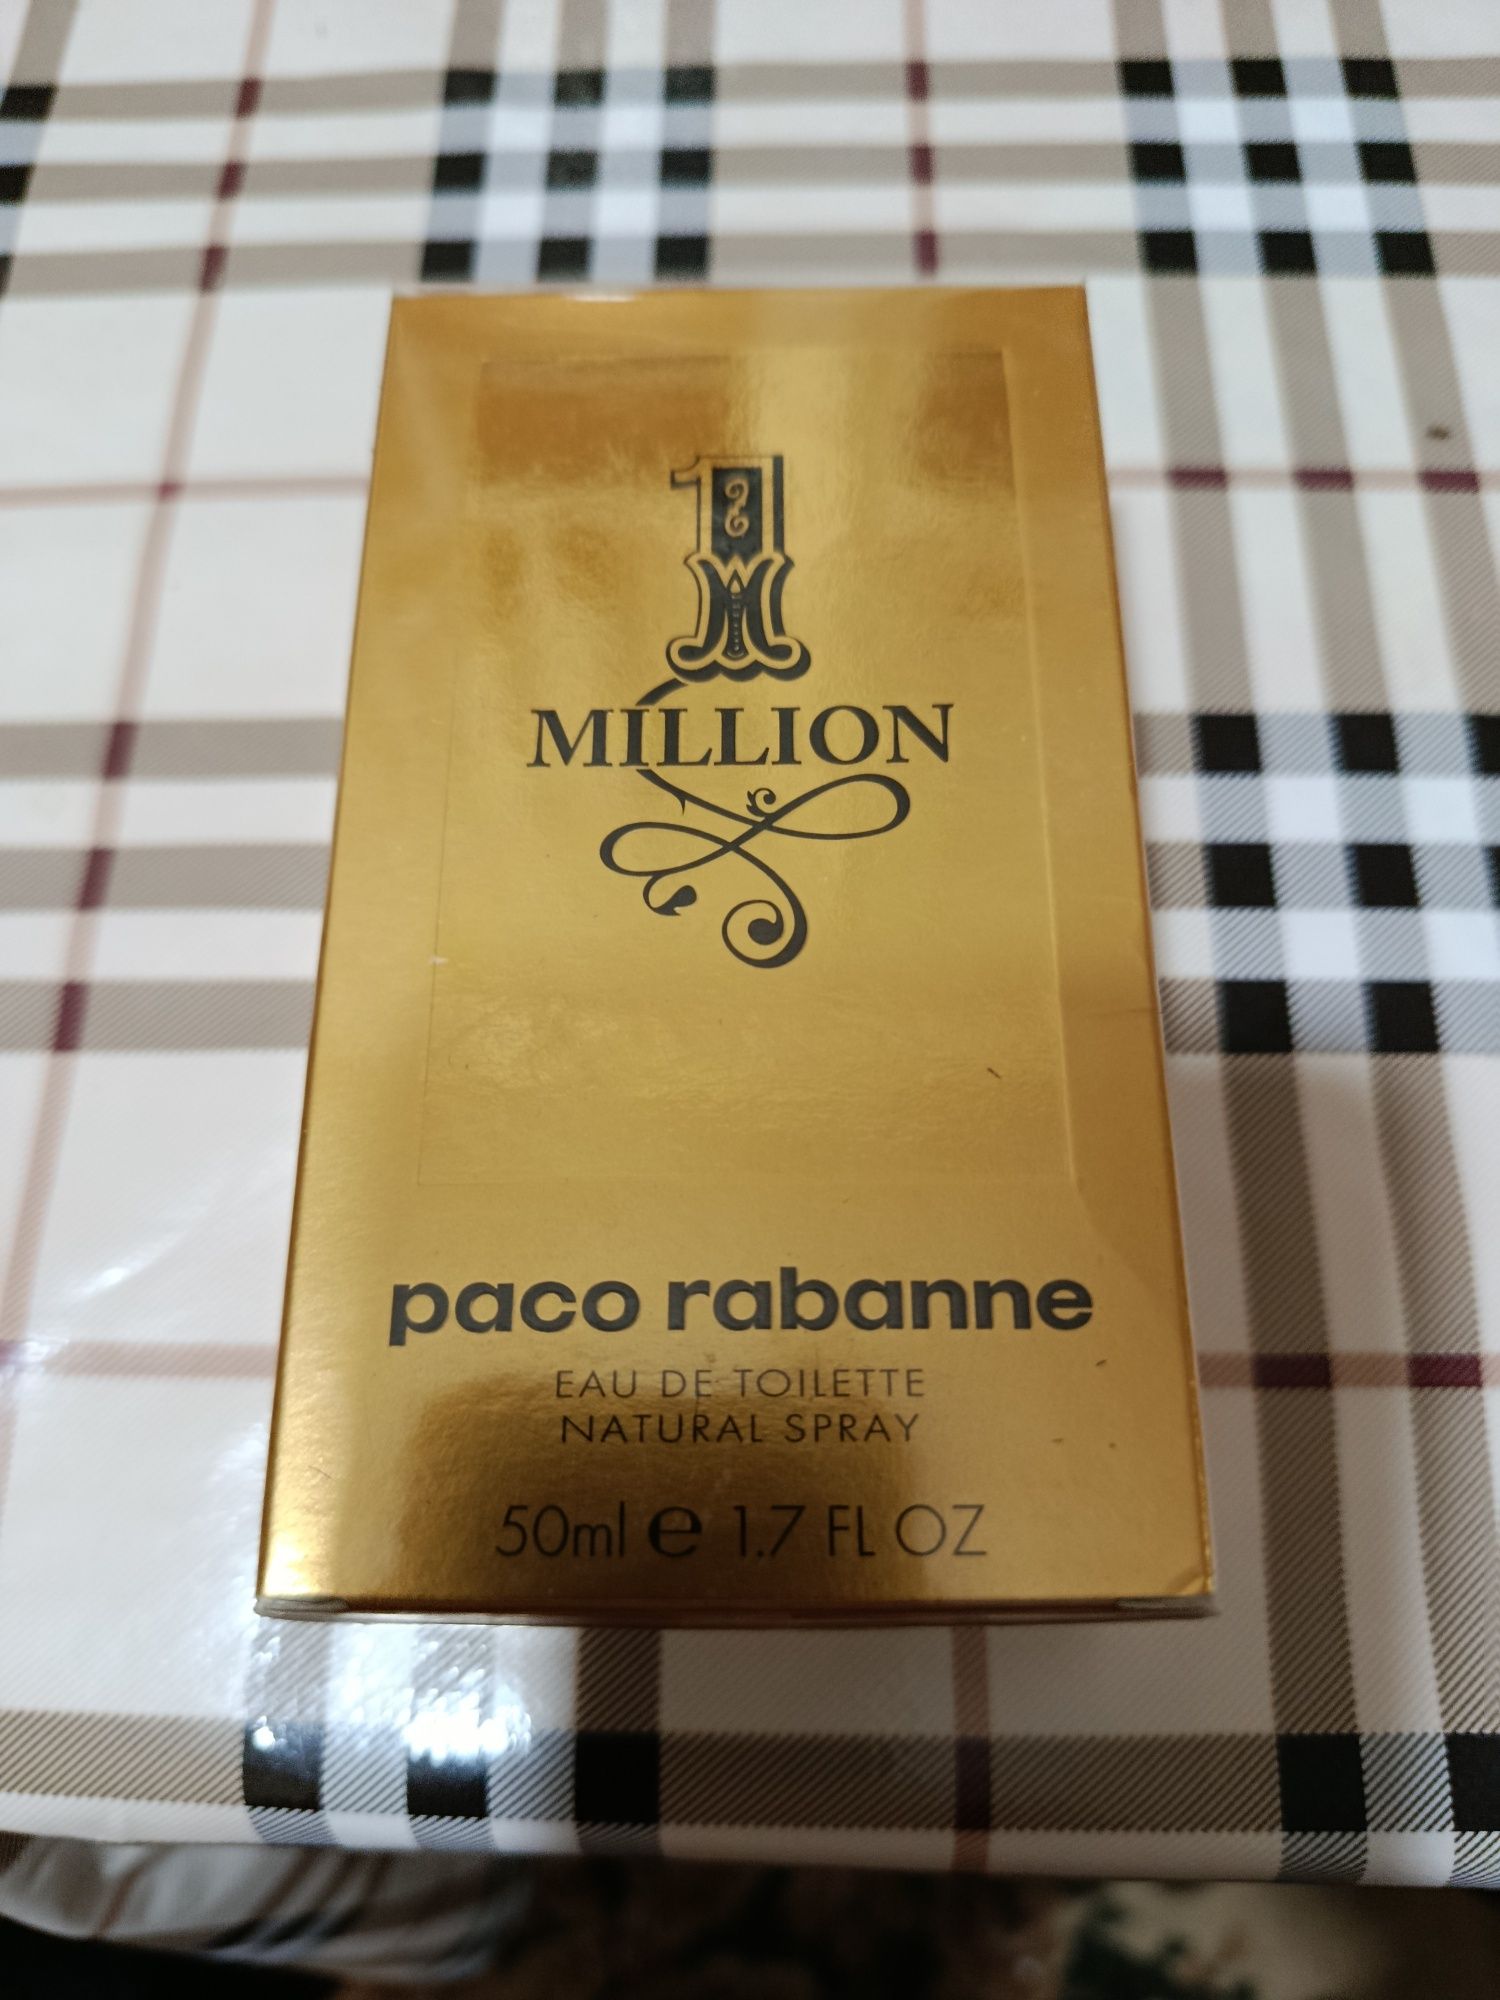 1
MILLION
paco rabanne
EAU DE TOILETTE
NATURAL SPRAY
50ml e 1.7 FL OZ